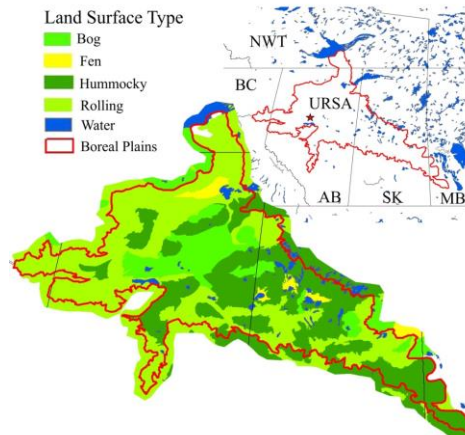 Land Surface Type
Bog
Fen
Hummocky
Rolling
Water
Boreal Plains
NWT
BC
URSA
AB
SK
MB